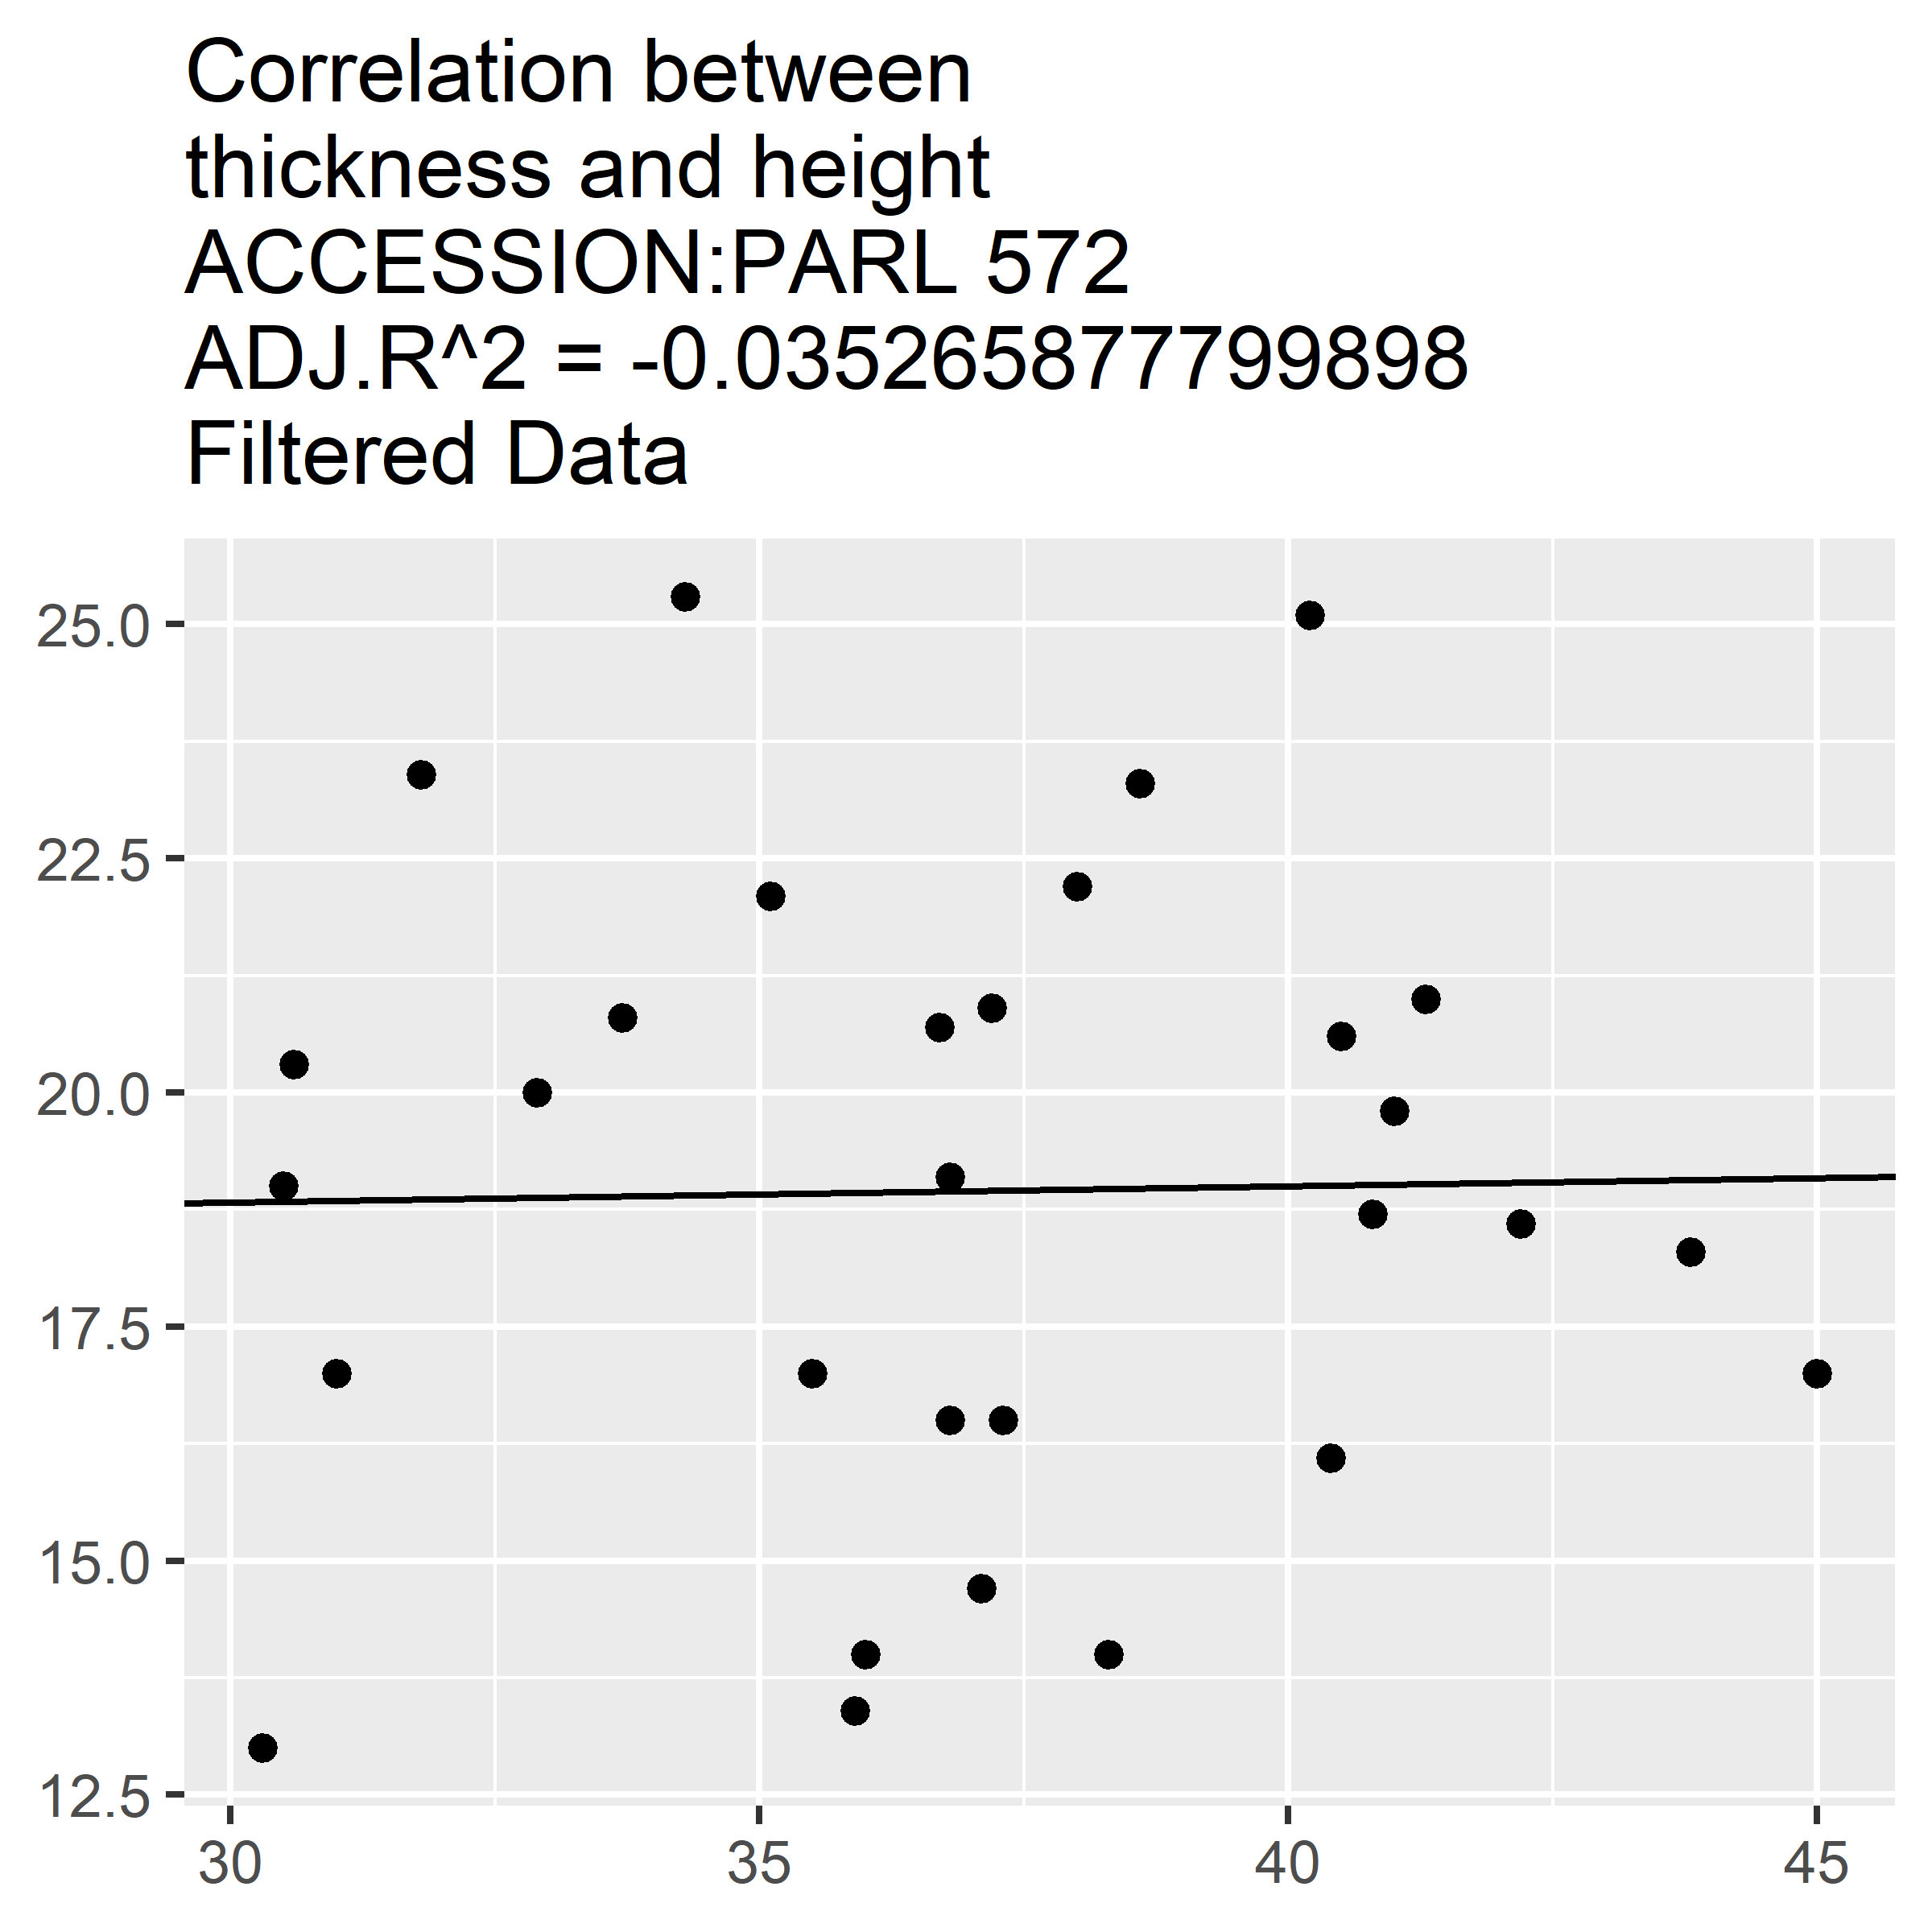 Correlation between
thickness and height
ACCESSION:PARL 572
ADJ.R^2 = -0.035265877799898
Filtered Data
25.0
22.5
20.0
17.5
15.0
12.5
30 35 40 45